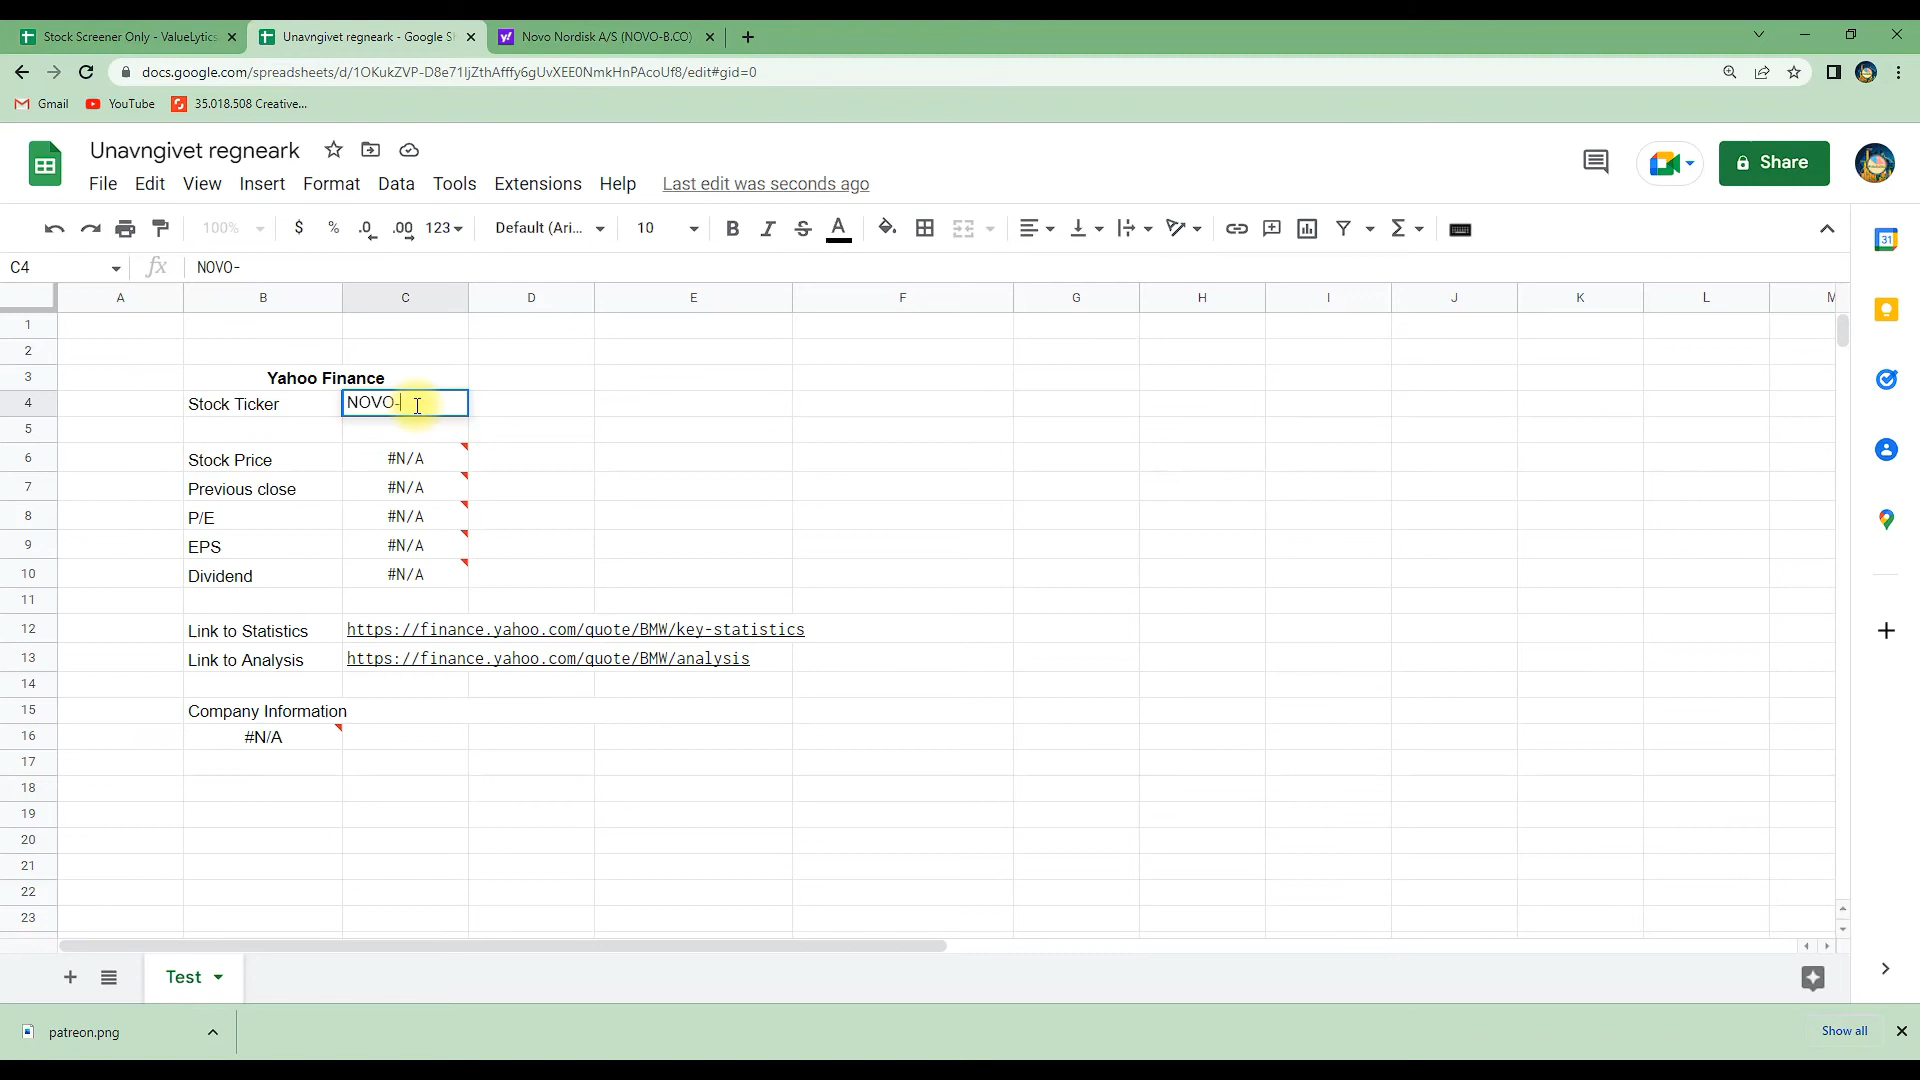 Stock Screener Only - ValueLytics
Unavngivet regneark - Google S
Novo Nordisk A/S (NOVO-B.CO)
docs.google.com/spreadsheets/d/1OKukZVP-D8e71IjZthAfffy6gUvXEE0NmkHnPAcoUf8/edit#gid=0
Gmail YouTube 35.018.508 Creative...
Unavngivet regneark
Share
File Edit View Insert Format Data Tools Extensions Help Last edit was seconds ago
100% $ % .0 .00 123 Default (Ari... 10 B I S A
C4 fx NOVO-
A B C D E F G H I J K L M
1
2
3 Yahoo Finance
4 Stock Ticker NOVO-
5
6 Stock Price #N/A
7 Previous close #N/A
8 P/E #N/A
9 EPS #N/A
10 Dividend #N/A
11
12 Link to Statistics https://finance.yahoo.com/quote/BMW/key-statistics
13 Link to Analysis https://finance.yahoo.com/quote/BMW/analysis
14
15 Company Information
16 #N/A
17
18
19
20
21
22
23
Test
patreon.png
Show all